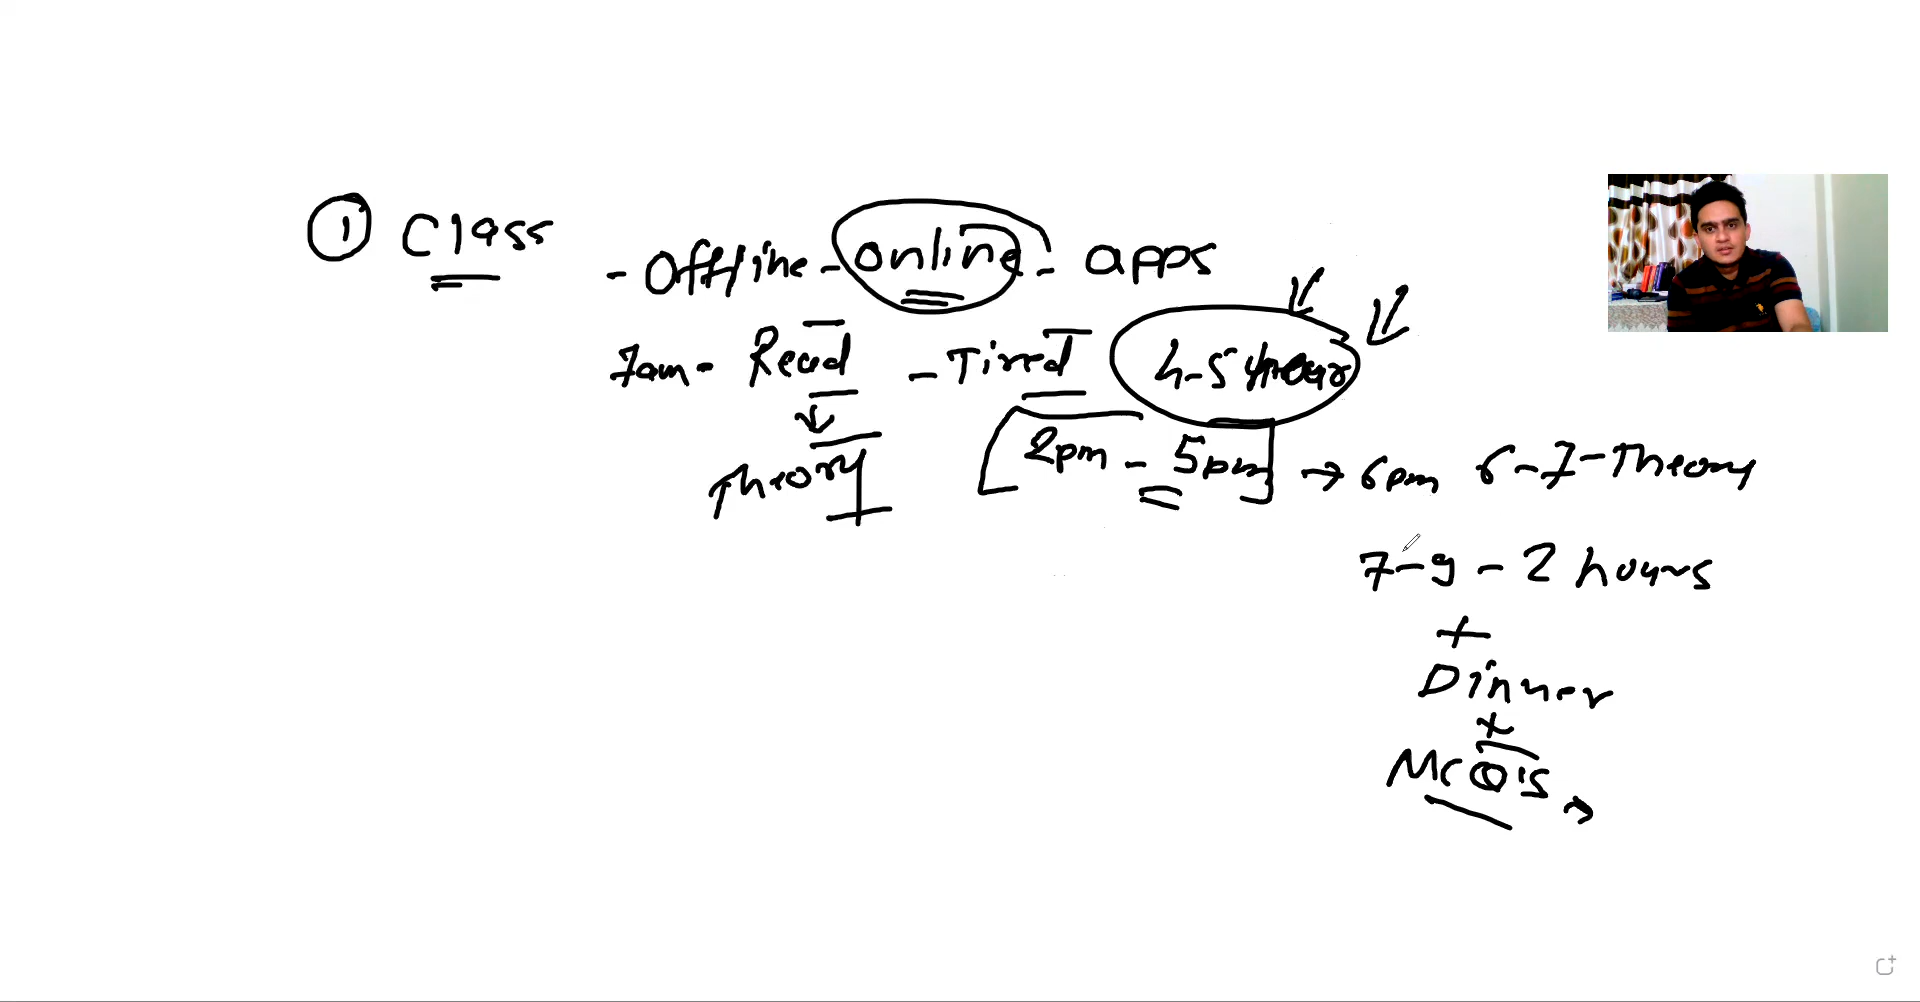 ① Class
- Offline - online - apps
7am - Read - Tired 4-5
Theory 2pm - 5pm → 6pm 6-7-Theory
7-9 - 2 hours
+
Dinner
+
MCQ'S →